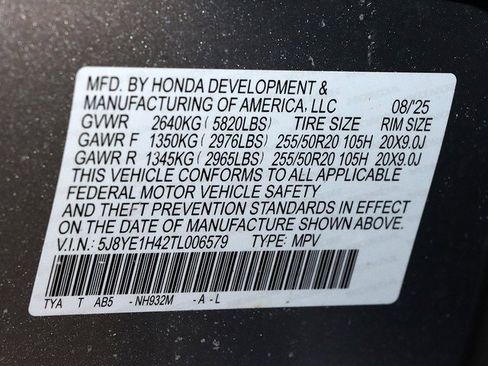 MFD. BY HONDA DEVELOPMENT &
MANUFACTURING OF AMERICA, LLC 08/'25
GVWR 2640KG ( 5820LBS) TIRE SIZE RIM SIZE
GAWR F 1350KG ( 2976LBS) 255/50R20 105H 20X9.0J
GAWR R 1345KG ( 2965LBS) 255/50R20 105H 20X9.0J
THIS VEHICLE CONFORMS TO ALL APPLICABLE
FEDERAL MOTOR VEHICLE SAFETY
AND THEFT PREVENTION STANDARDS IN EFFECT
ON THE DATE OF MANUFACTURE SHOWN ABOVE.
V.I.N.: 5J8YE1H42TL006579 TYPE: MPV
TYA T AB5 - NH932M - A - L